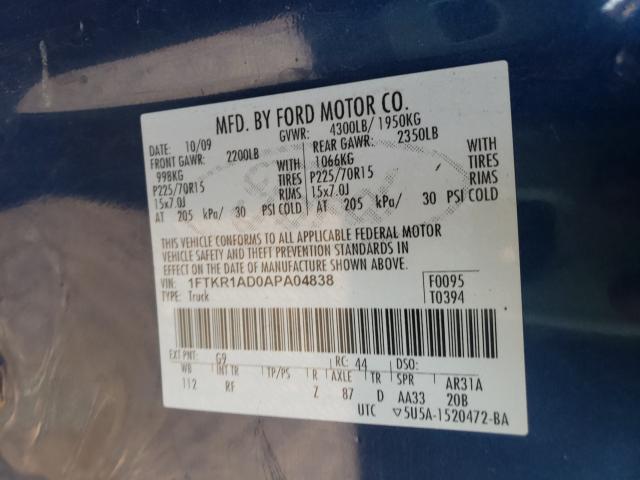 MFD. BY FORD MOTOR CO.
DATE: 10/09 GVWR: 4300LB/ 1950KG
FRONT GAWR: 2200LB REAR GAWR: 2350LB
998KG WITH 1066KG WITH
P225/70R15 TIRES P225/70R15 TIRES
15x7.0J RIMS 15x7.0J RIMS
AT 205 kPa/ 30 PSI COLD AT 205 kPa/ 30 PSI COLD
THIS VEHICLE CONFORMS TO ALL APPLICABLE FEDERAL MOTOR
VEHICLE SAFETY AND THEFT PREVENTION STANDARDS IN EFFECT
ON THE DATE OF MANUFACTURE SHOWN ABOVE.
VIN: 1FTKR1AD0APA04838 F0095
TYPE: Truck T0394
EXT PNT: G9 RC: 44 DSO:
WB INT TR TP/PS R AXLE TR SPR AR31A
112 RF Z 87 D AA33 20B
UTC ▽5U5A-1520472-BA